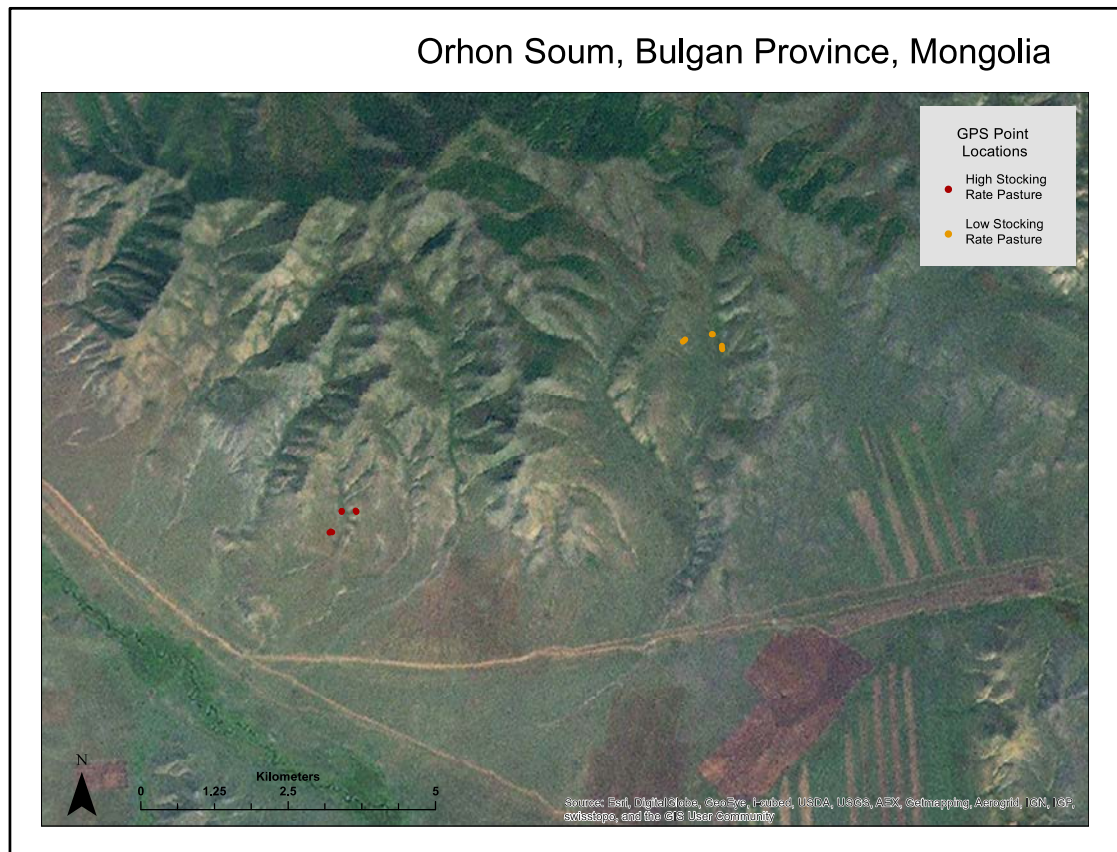 Orhon Soum, Bulgan Province, Mongolia
GPS Point
Locations
High Stocking
Rate Pasture
Low Stocking
Rate Pasture
N
Kilometers
0 1.25 2.5 5
Source: Esri, DigitalGlobe, GeoEye, i-cubed, USDA, USGS, AEX, Getmapping, Aerogrid, IGN, IGP,
swisstopo, and the GIS User Community